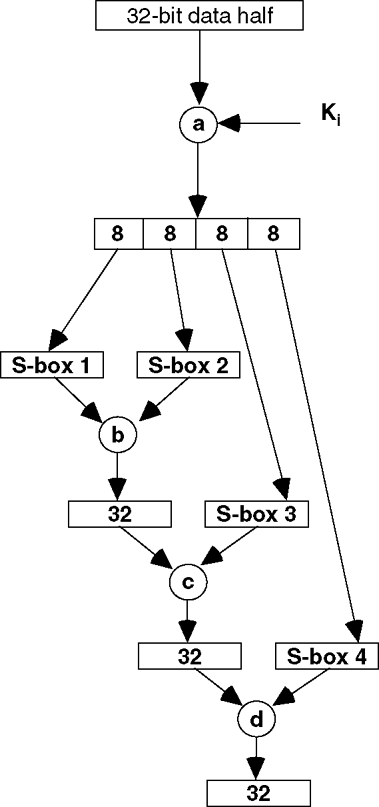 32-bit data half
a
Ki
8 8 8 8
S-box 1 S-box 2
b
32 S-box 3
c
32 S-box 4
d
32